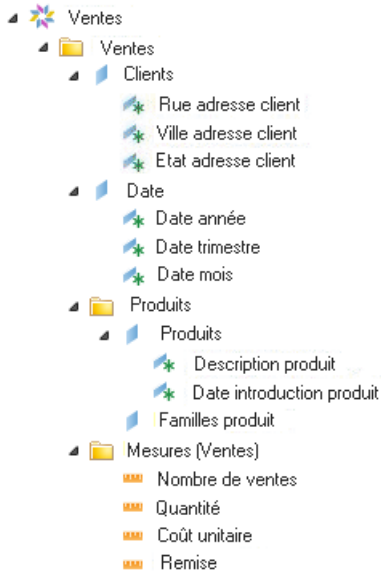 Ventes
Ventes
Clients
Rue adresse client
Ville adresse client
Etat adresse client
Date
Date année
Date trimestre
Date mois
Produits
Produits
Description produit
Date introduction produit
Familles produit
Mesures (Ventes)
Nombre de ventes
Quantité
Coût unitaire
Remise